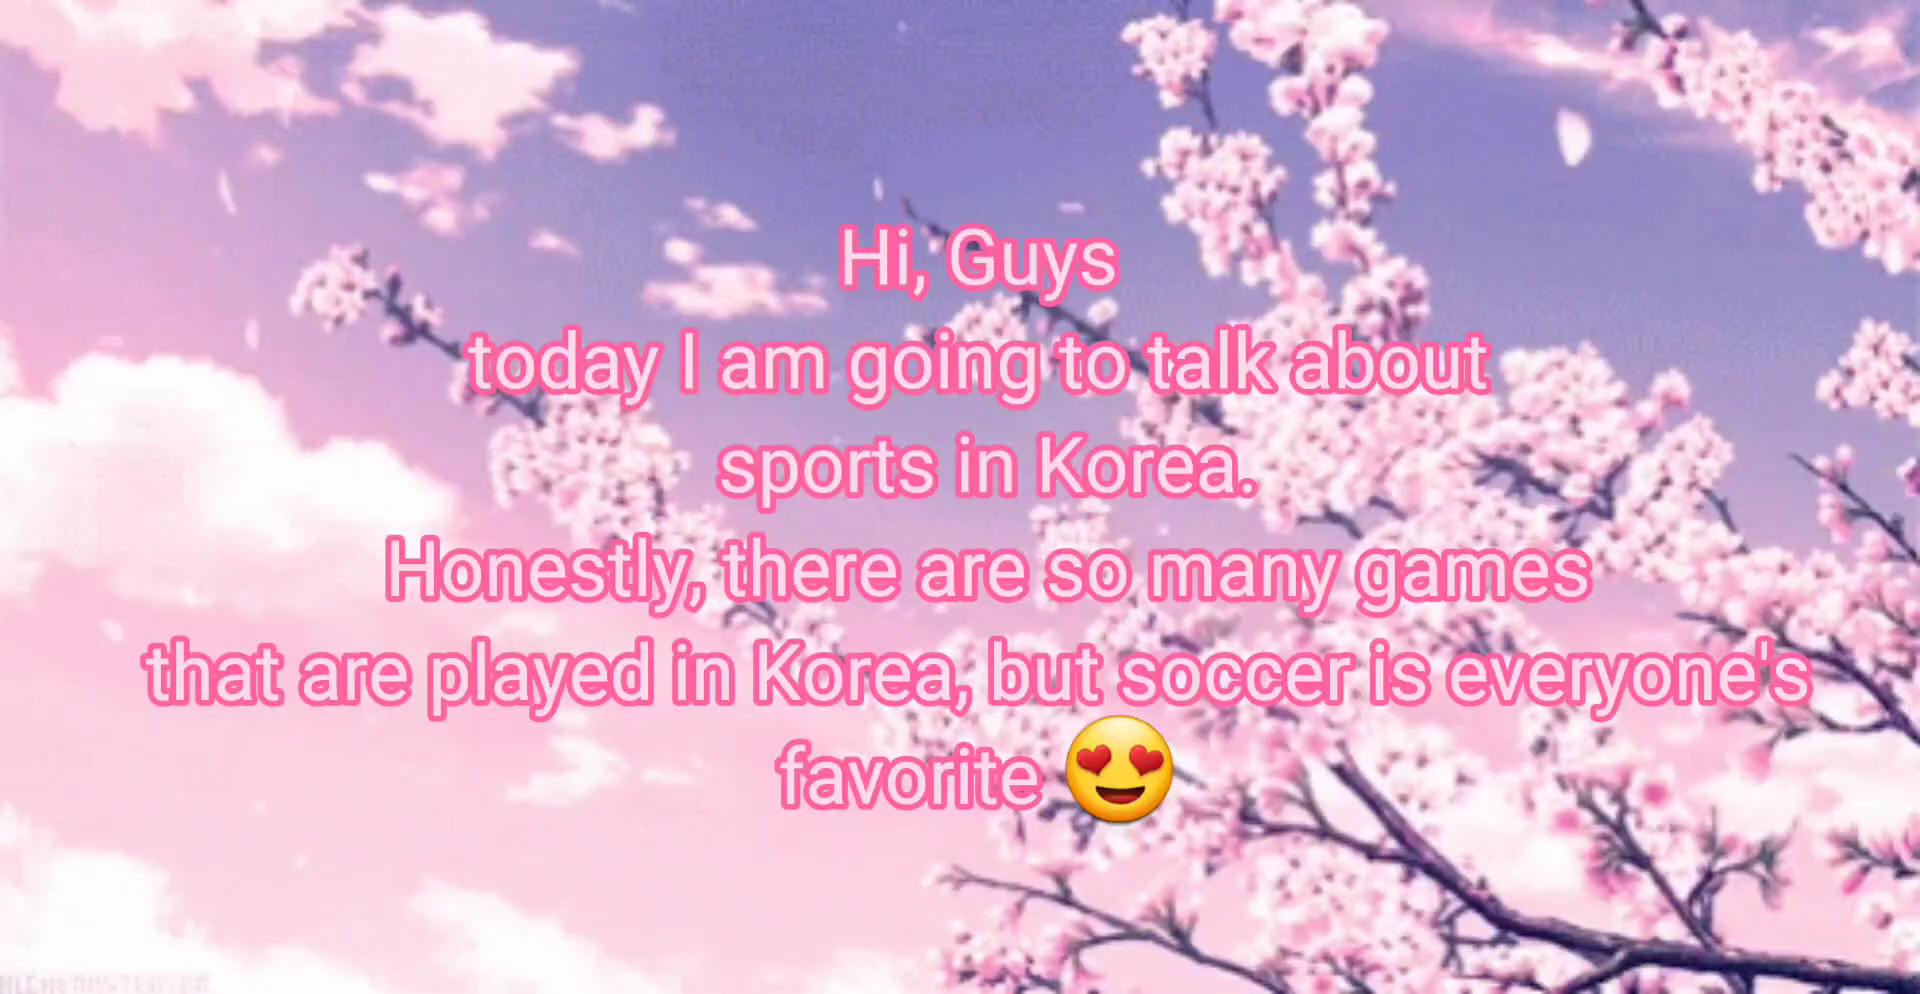 Hi, Guys
today I am going to talk about
sports in Korea.
Honestly, there are so many games
that are played in Korea, but soccer is everyone's
favorite 😍